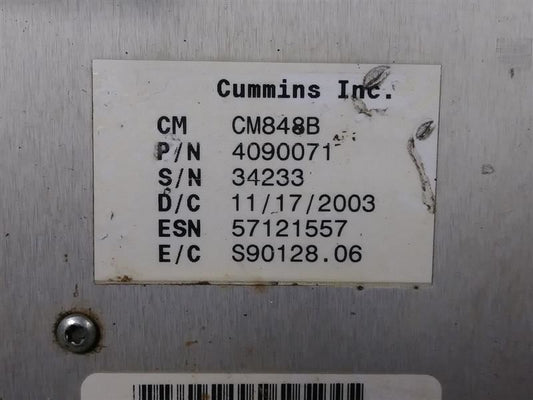 Cummins Inc.
CM CM848B
P/N 4090071
S/N 34233
D/C 11/17/2003
ESN 57121557
E/C S90128.06